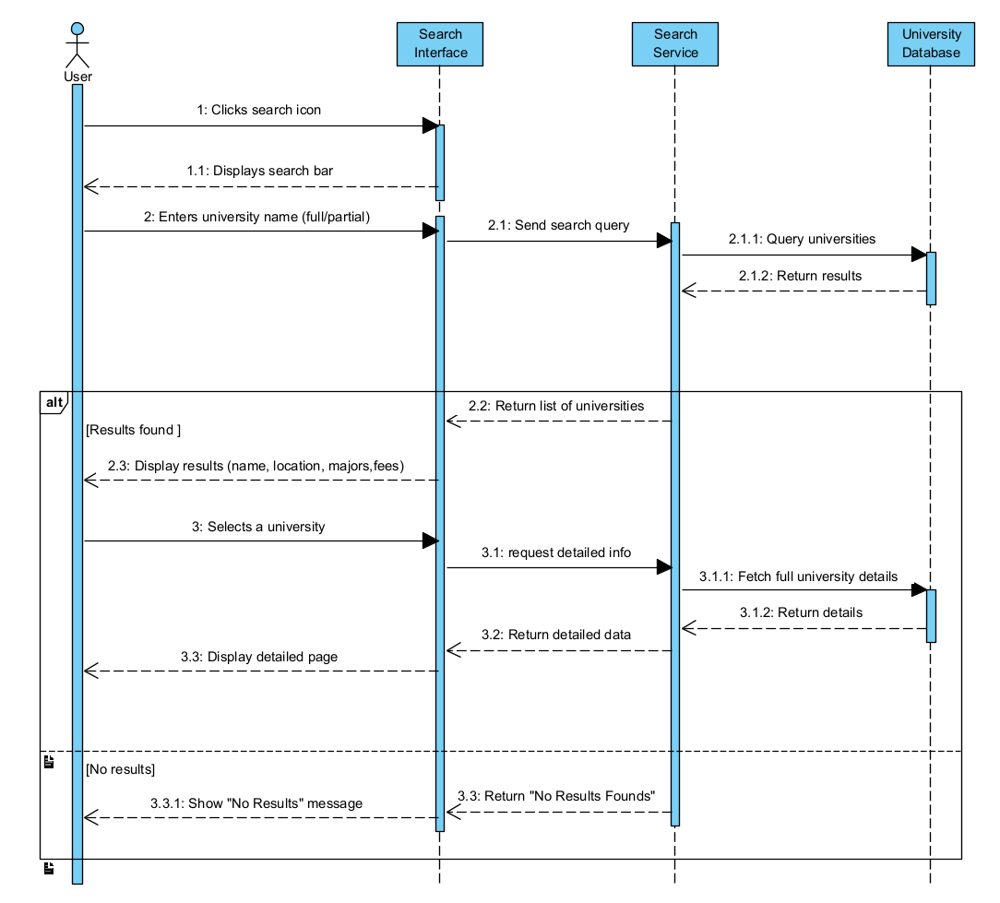 User
Search
Interface
Search
Service
University
Database
1: Clicks search icon
1.1: Displays search bar
2: Enters university name (full/partial)
2.1: Send search query
2.1.1: Query universities
2.1.2: Return results
alt
2.2: Return list of universities
[Results found ]
2.3: Display results (name, location, majors,fees)
3: Selects a university
3.1: request detailed info
3.1.1: Fetch full university details
3.1.2: Return details
3.2: Return detailed data
3.3: Display detailed page
[No results]
3.3: Return "No Results Founds"
3.3.1: Show "No Results" message